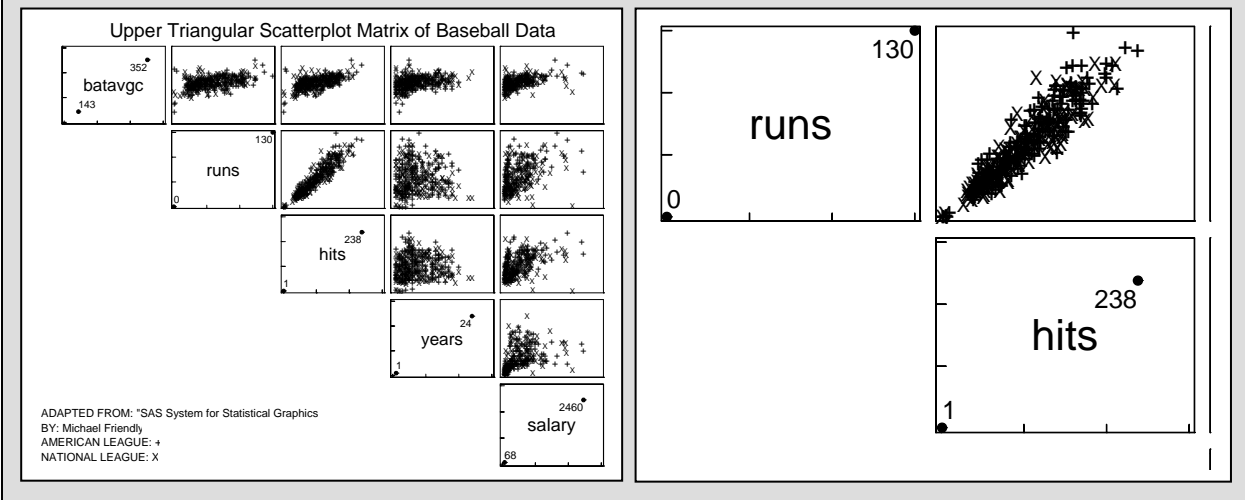 Upper Triangular Scatterplot Matrix of Baseball Data
352
batavgc
143
130
runs
0
238
hits
1
24
years
1
2460
salary
68
ADAPTED FROM: "SAS System for Statistical Graphics
BY: Michael Friendly
AMERICAN LEAGUE: +
NATIONAL LEAGUE: X
130
runs
0
238
hits
1